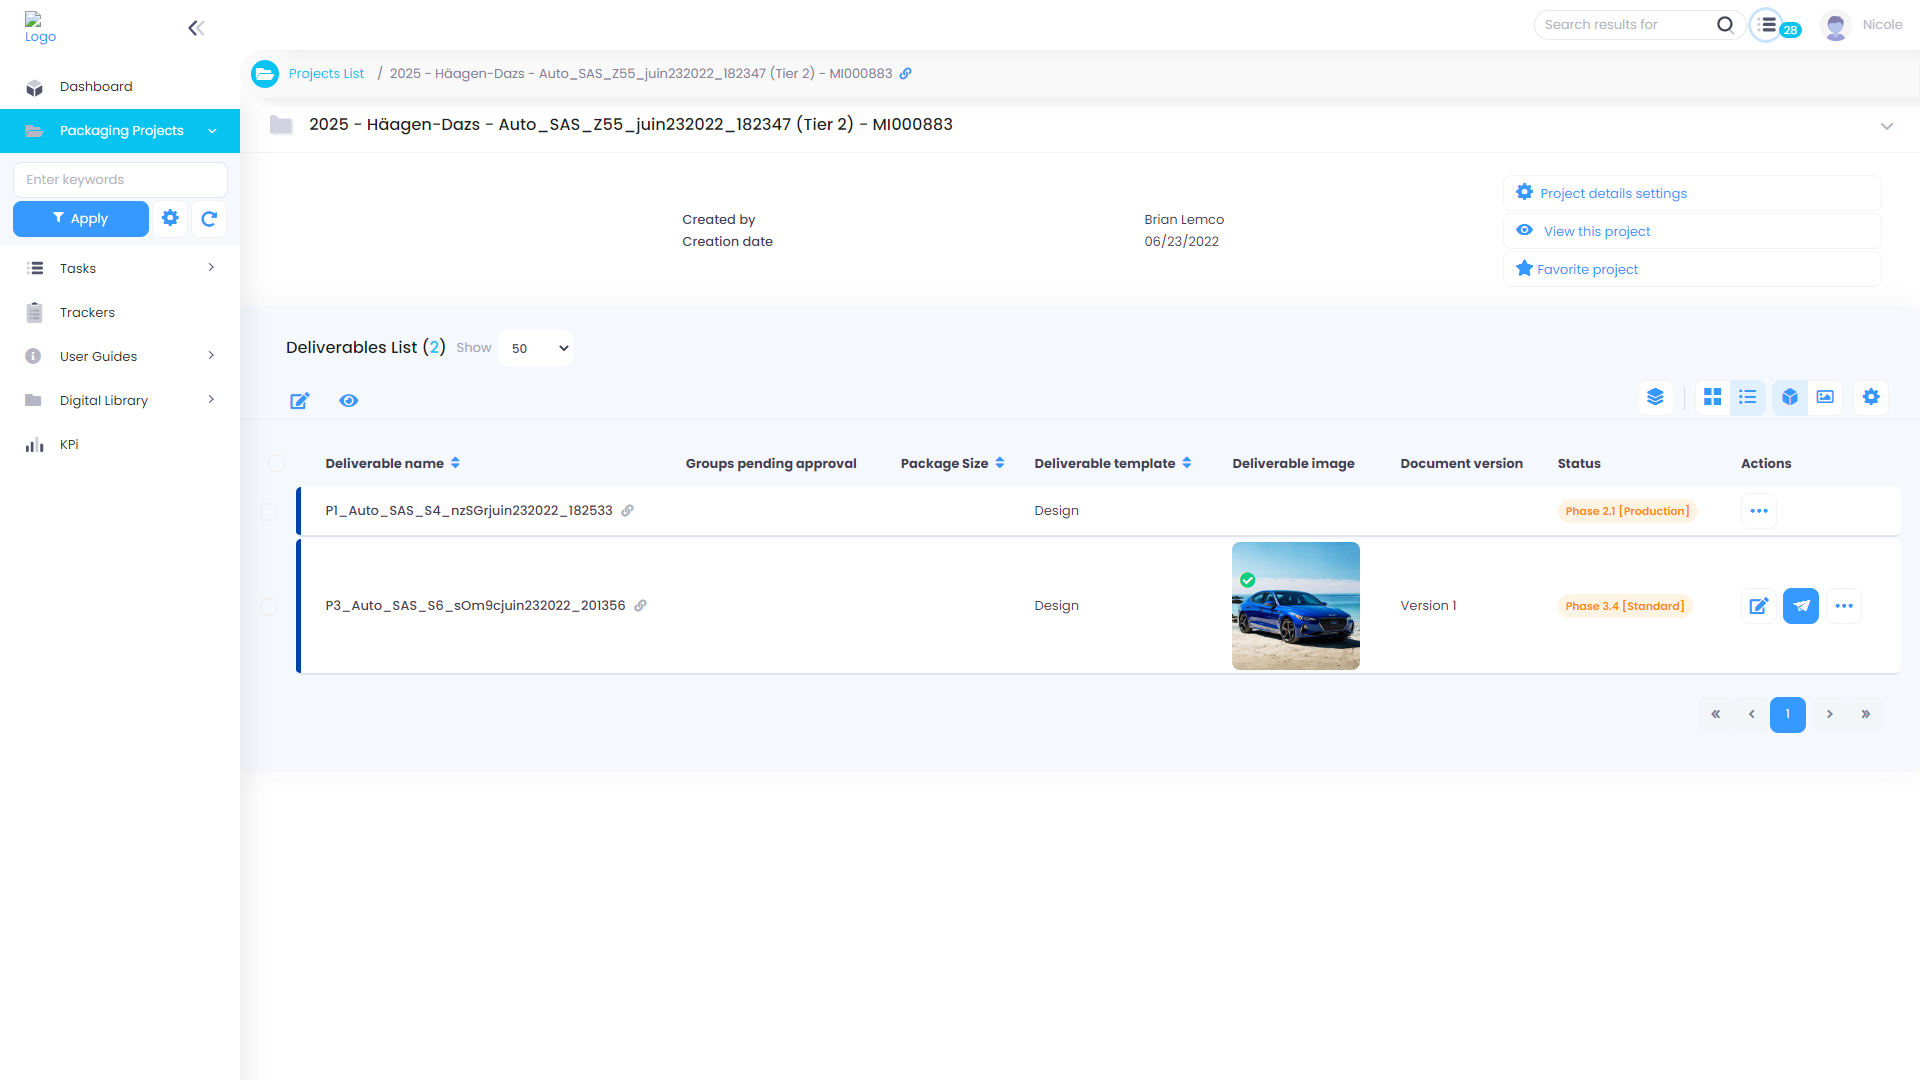 Logo
Search results for
28
Nicole
Dashboard
Packaging Projects
Enter keywords
Apply
Tasks
Trackers
User Guides
Digital Library
KPi
Projects List / 2025 - Häagen-Dazs - Auto_SAS_Z55_juin232022_182347 (Tier 2) - MI000883
2025 - Häagen-Dazs - Auto_SAS_Z55_juin232022_182347 (Tier 2) - MI000883
Created by Brian Lemco
Creation date 06/23/2022
Project details settings
View this project
Favorite project
Deliverables List (2) Show 50
Deliverable name Groups pending approval Package Size Deliverable template Deliverable image Document version Status Actions
P1_Auto_SAS_S4_nzSGrjuin232022_182533 Design Phase 2.1 [Production]
P3_Auto_SAS_S6_sOm9cjuin232022_201356 Design Version 1 Phase 3.4 [Standard]
« ‹ 1 › »